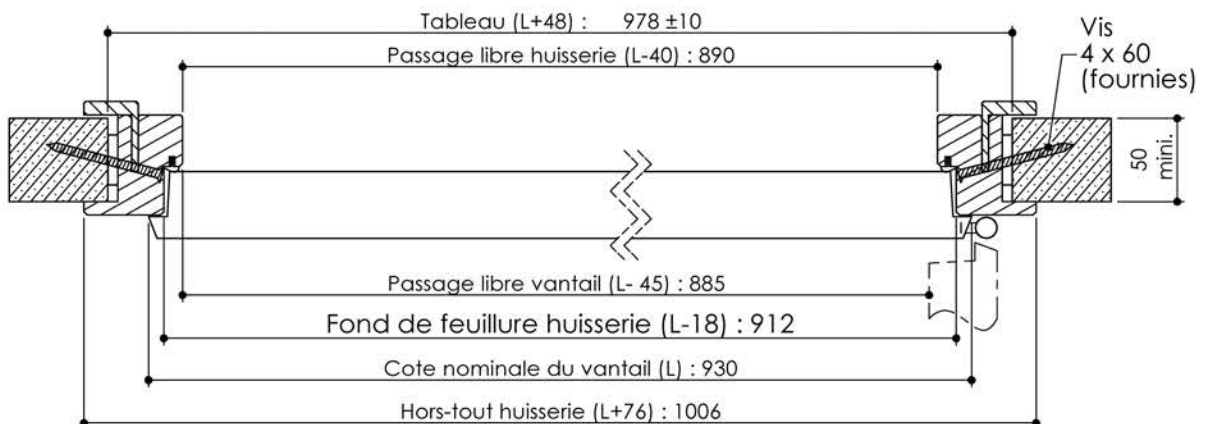 Tableau (L+48) : 978 ±10
Passage libre huisserie (L-40) : 890
Vis
4 x 60
(fournies)
50
mini.
Passage libre vantail (L- 45) : 885
Fond de feuillure huisserie (L-18) : 912
Cote nominale du vantail (L) : 930
Hors-tout huisserie (L+76) : 1006